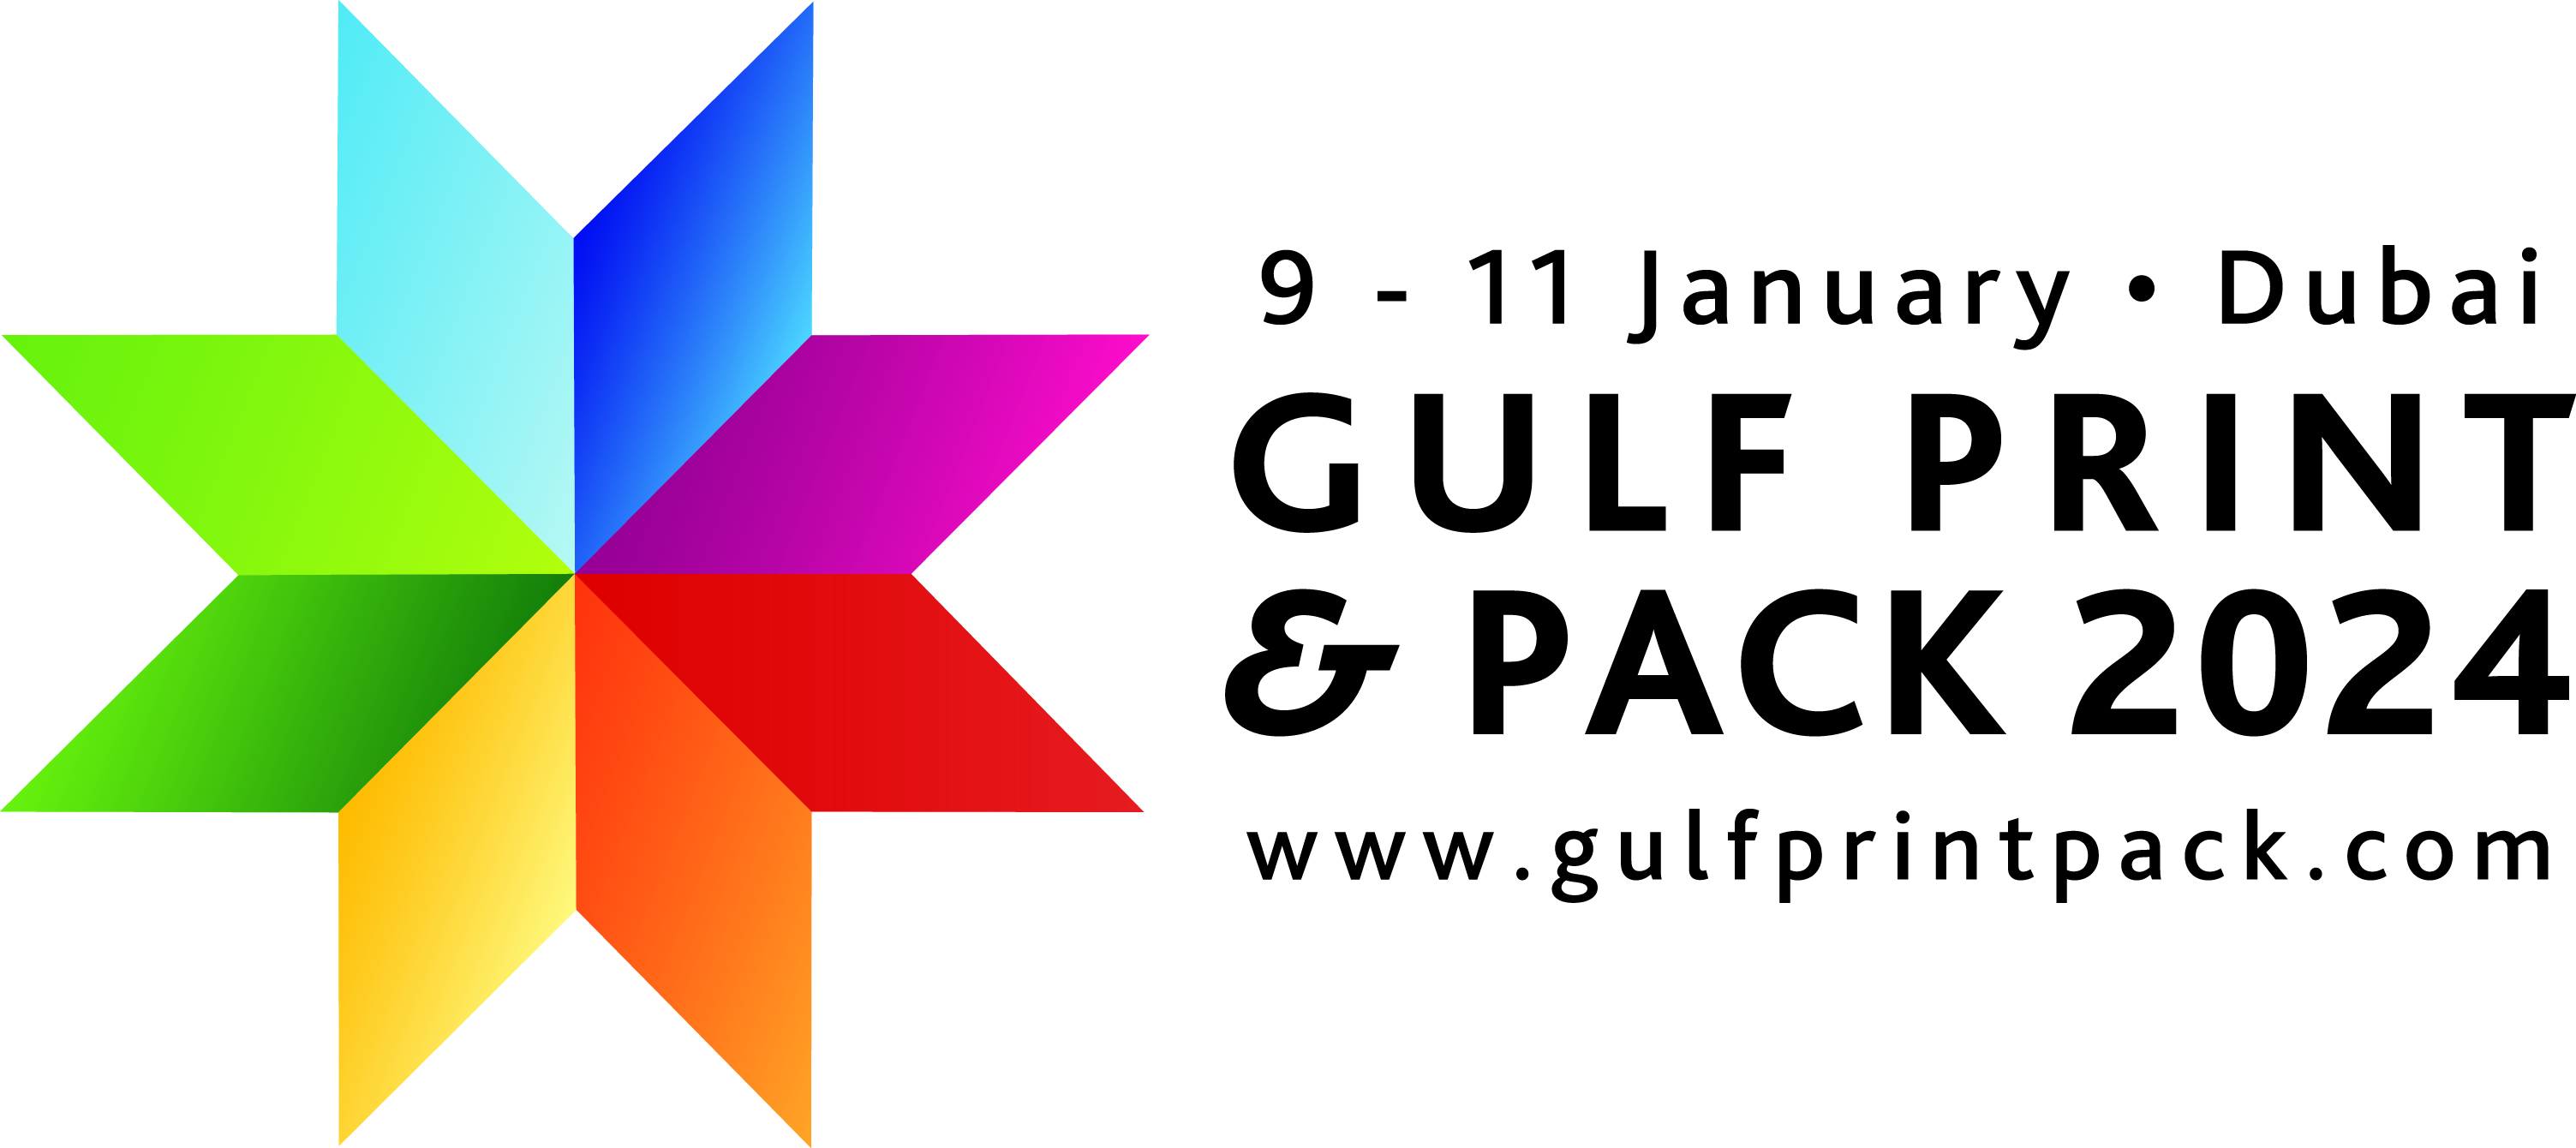 9 - 11 January • Dubai
GULF PRINT
& PACK 2024
www.gulfprintpack.com